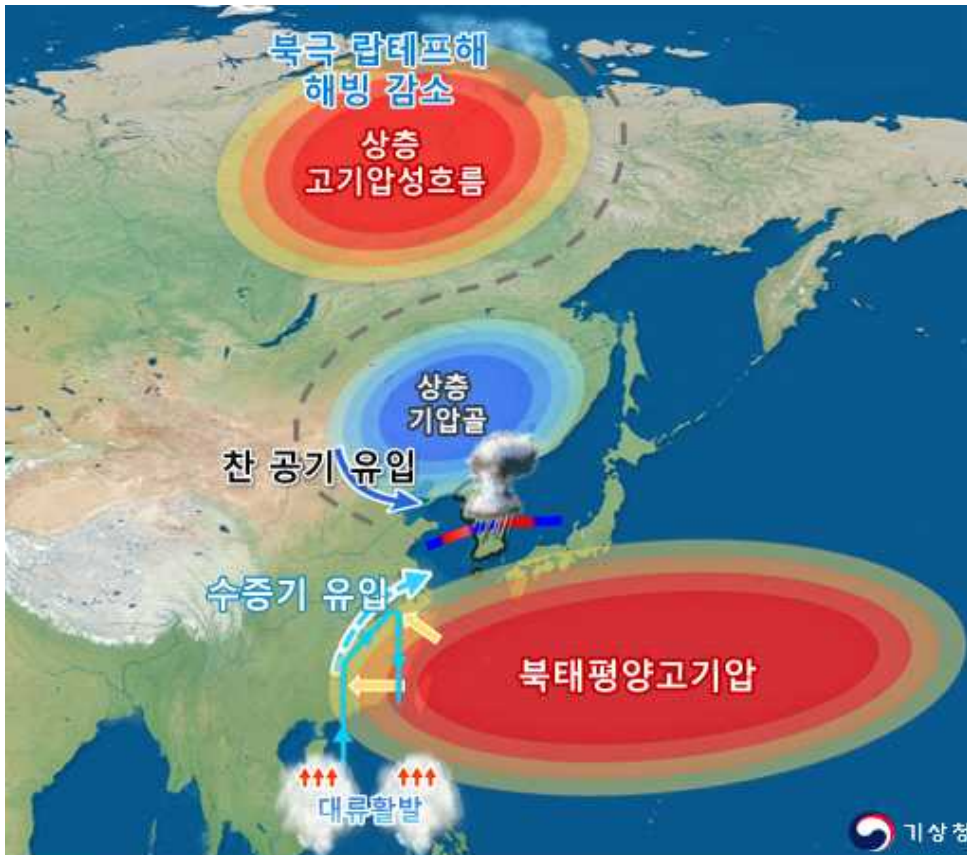 북극 랍테프해
해빙 감소
상층
고기압성흐름
상층
기압골
찬 공기 유입
수증기 유입
북태평양고기압
대류활발
기상청